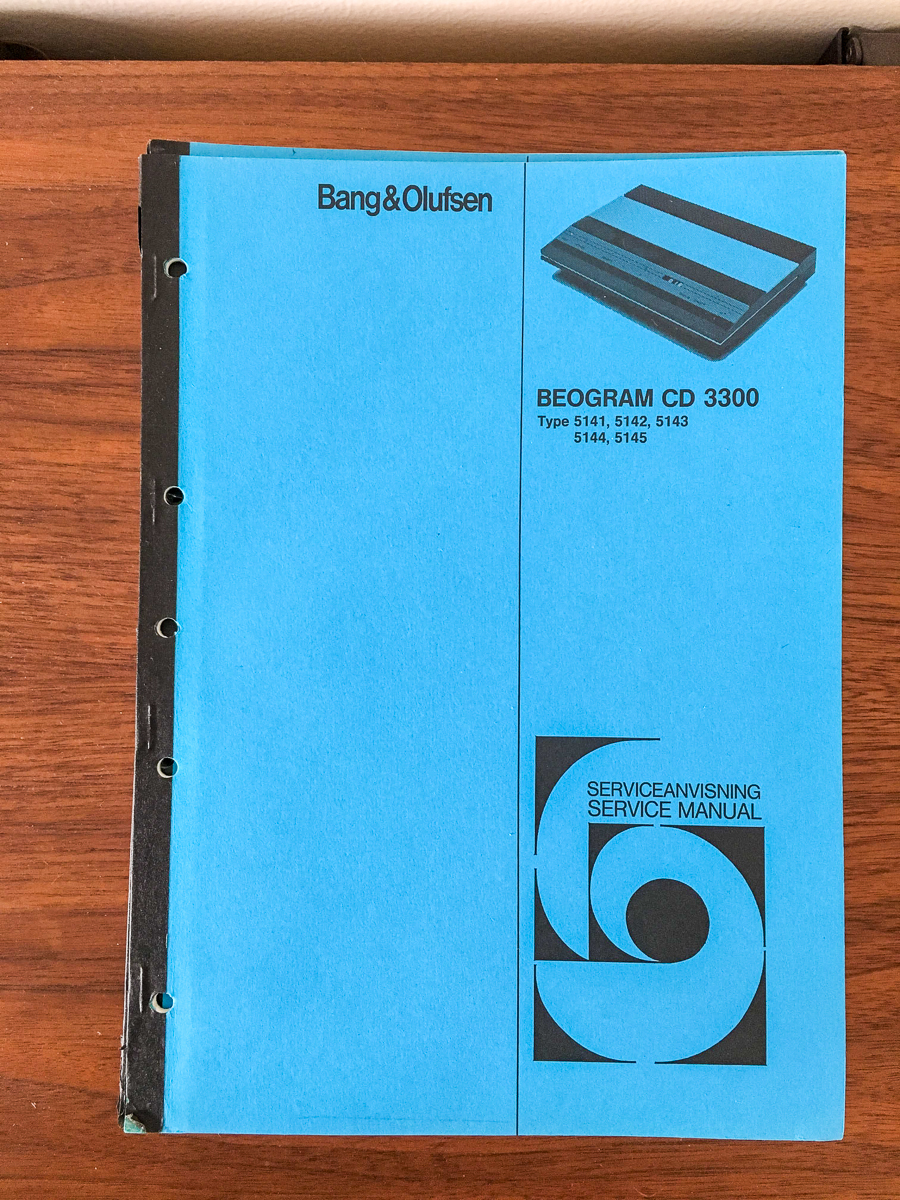 Bang&Olufsen
BEOGRAM CD 3300
Type 5141, 5142, 5143
5144, 5145
SERVICEANVISNING
SERVICE MANUAL